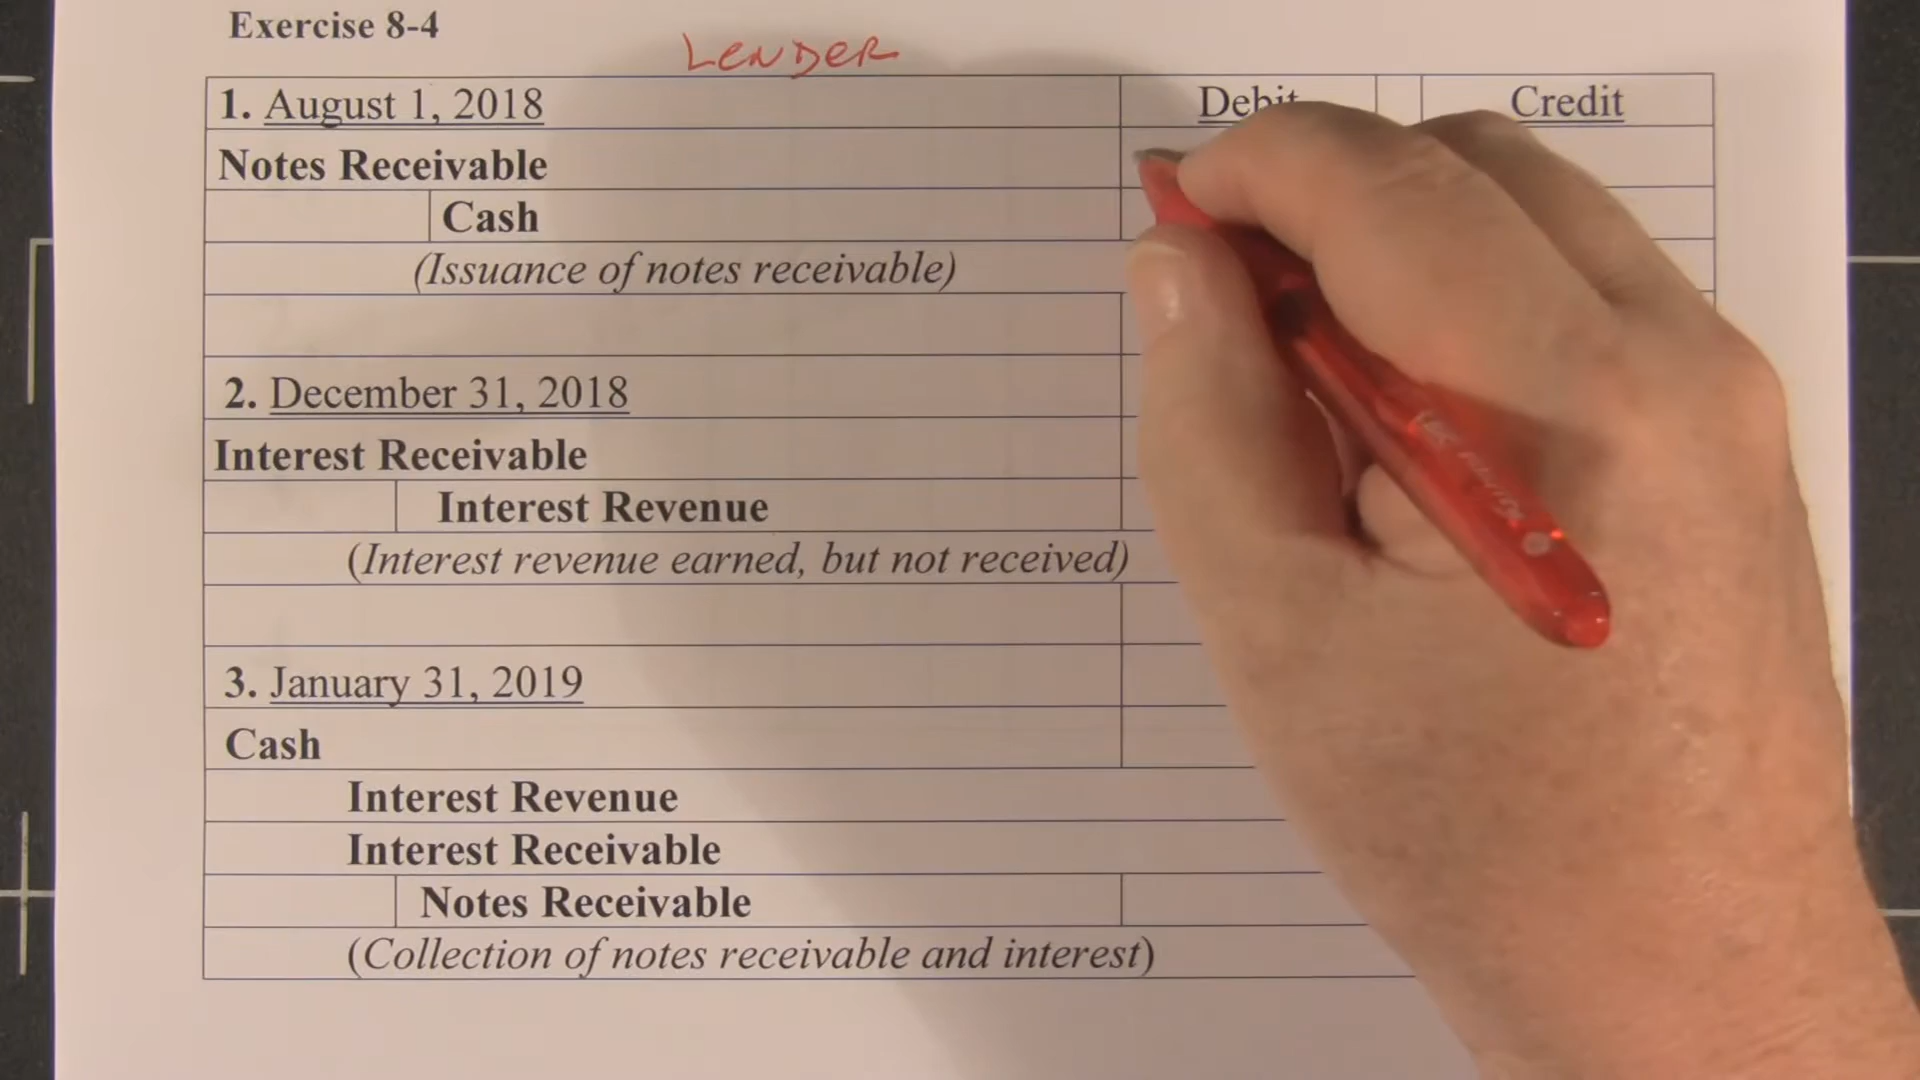 Exercise 8-4
LENDER
1. August 1, 2018 Debit Credit
Notes Receivable
Cash
(Issuance of notes receivable)
2. December 31, 2018
Interest Receivable
Interest Revenue
(Interest revenue earned, but not received)
3. January 31, 2019
Cash
Interest Revenue
Interest Receivable
Notes Receivable
(Collection of notes receivable and interest)